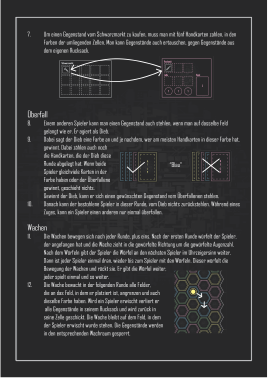 7. Um einen Gegenstand vom Schwarzmarkt zu kaufen, muss man mit fünf Handkarten zahlen, in den
Farben der umliegenden Zellen. Man kann Gegenstände auch ertauschen, gegen Gegenstände aus
dem eigenen Rucksack.
Überfall
8. Einem anderen Spieler kann man einen Gegenstand auch stehlen, wenn man auf dasselbe Feld
gelangt wie er. Er agiert als Dieb.
9. Dabei sagt der Dieb eine Farbe an und je nachdem, wer am meisten Handkarten in dieser Farbe hat,
gewinnt. Dabei zählen auch noch
die Handkarten, die der Dieb diese
Runde abgelegt hat. Wenn beide
Spieler gleichviele Karten in der
Farbe haben oder der Überfallene
gewinnt, geschieht nichts.
"Blau"
Gewinnt der Dieb, kann er sich einen gewünschten Gegenstand vom Überfallenen stehlen.
10. Danach kann der bestohlene Spieler in dieser Runde, vom Dieb nichts zurückstehlen. Während eines
Zuges, kann ein Spieler einen anderen nur einmal überfallen.
Wachen
11. Die Wachen bewegen sich nach jeder Runde, plus eins. Nach der ersten Runde würfelt der Spieler,
der angefangen hat und die Wache zieht in die gewürfelte Richtung um die gewürfelte Augenzahl.
Nach dem Würfeln gibt der Spieler die Würfel an den nächsten Spieler im Uhrzeigersinn weiter.
Dann ist jeder Spieler einmal dran, wieder bis zum Spieler mit den Würfeln. Dieser würfelt die
Bewegung der Wachen und rückt sie. Er gibt die Würfel weiter,
jeder spielt einmal und so weiter.
12. Die Wache bewacht in der folgenden Runde alle Felder,
die an das Feld, in dem er platziert ist, angrenzen und auch
dasselbe Farbe haben. Wird ein Spieler erwischt verliert er
alle Gegenstände in seinem Rucksack und wird zurück in
seine Zelle geschickt. Die Wache bleibt auf dem Feld, in dem
der Spieler erwischt wurde stehen. Die Gegenstände werden
in den entsprechenden Wachraum gesperrt.